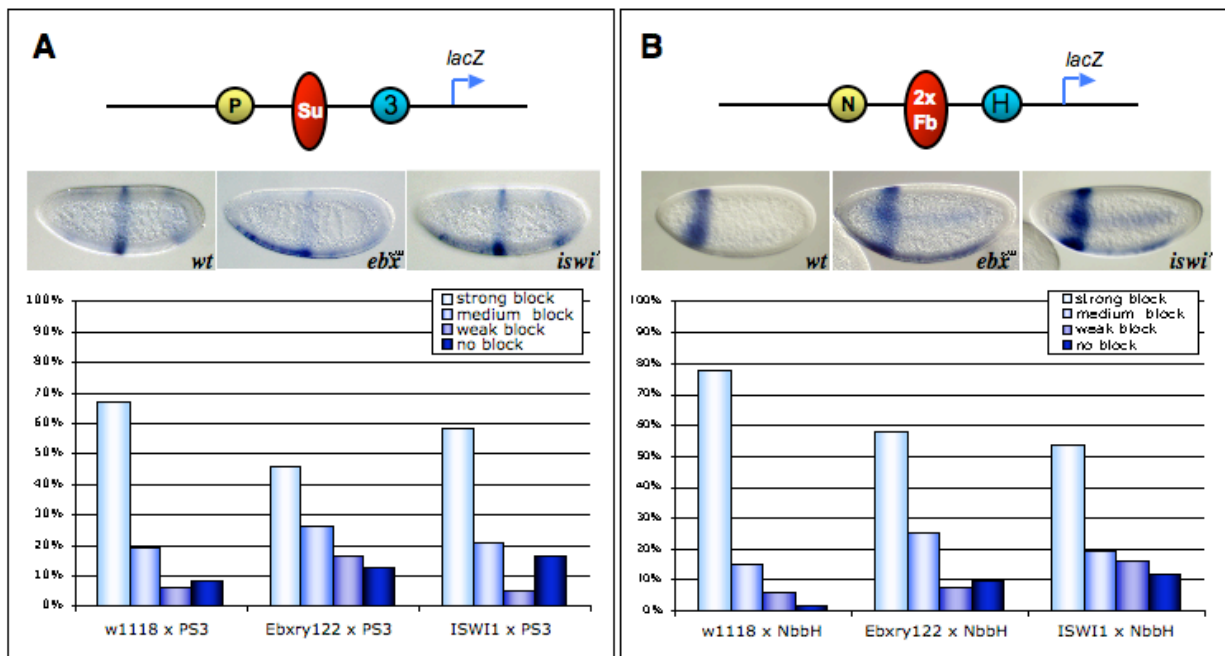 A
lacZ
P
Su
3
wt
iswi
strong block
medium block
weak block
no block
100%
90%
80%
70%
60%
50%
40%
30%
20%
10%
0%
w1118 x PS3
Ebxry122 x PS3
ISWI1 x PS3
B
lacZ
N
2x
Fb
H
wt
iswi
strong block
medium block
weak block
no block
100%
90%
80%
70%
60%
50%
40%
30%
20%
10%
0%
w1118 x NbbH
Ebxry122 x NbbH
ISWI1 x NbbH